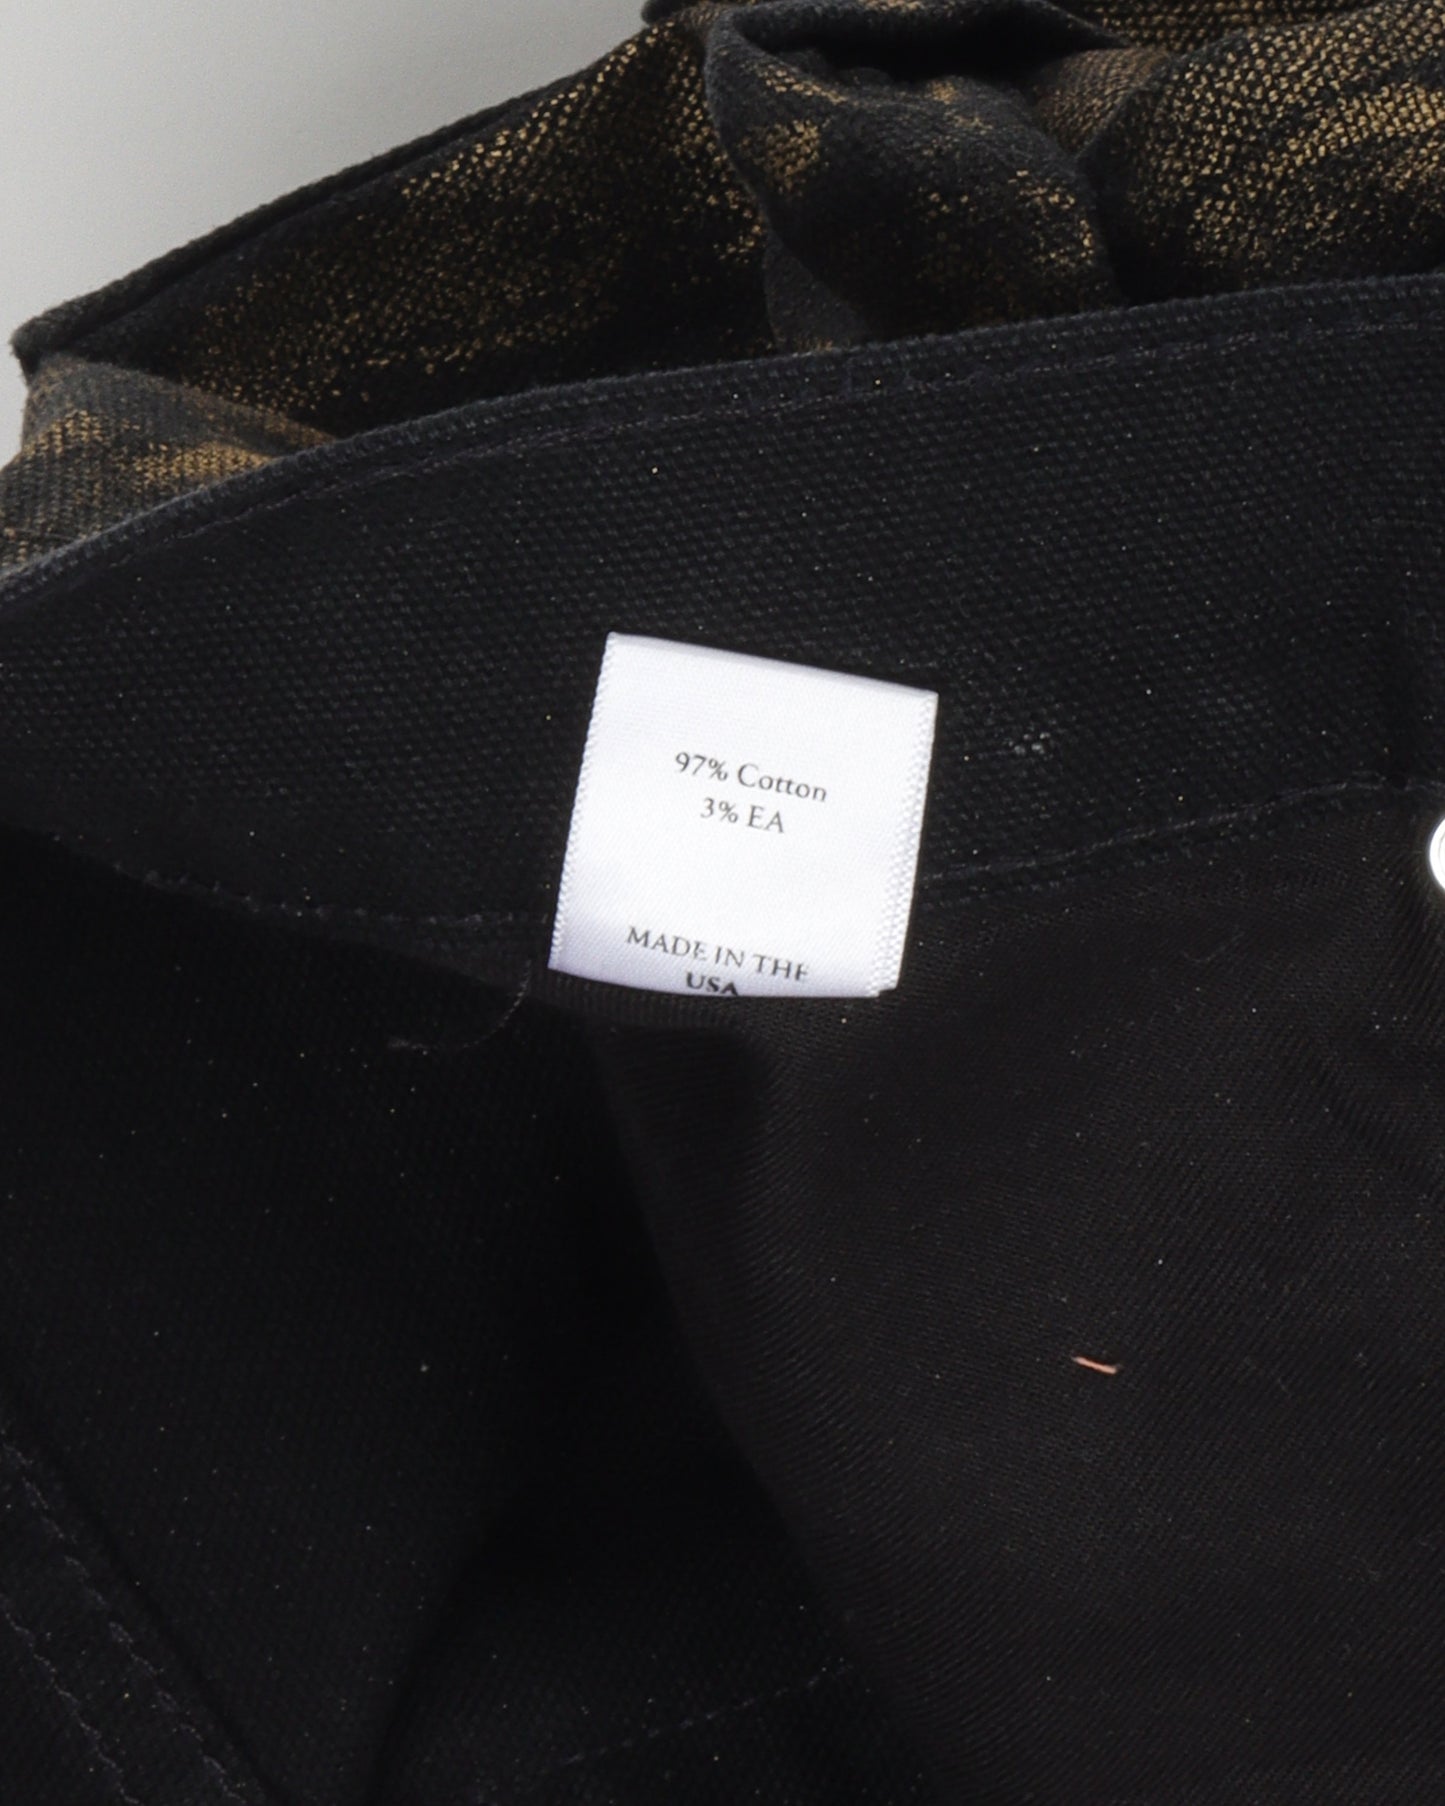 97% Cotton
3% EA
MADE IN THE
USA